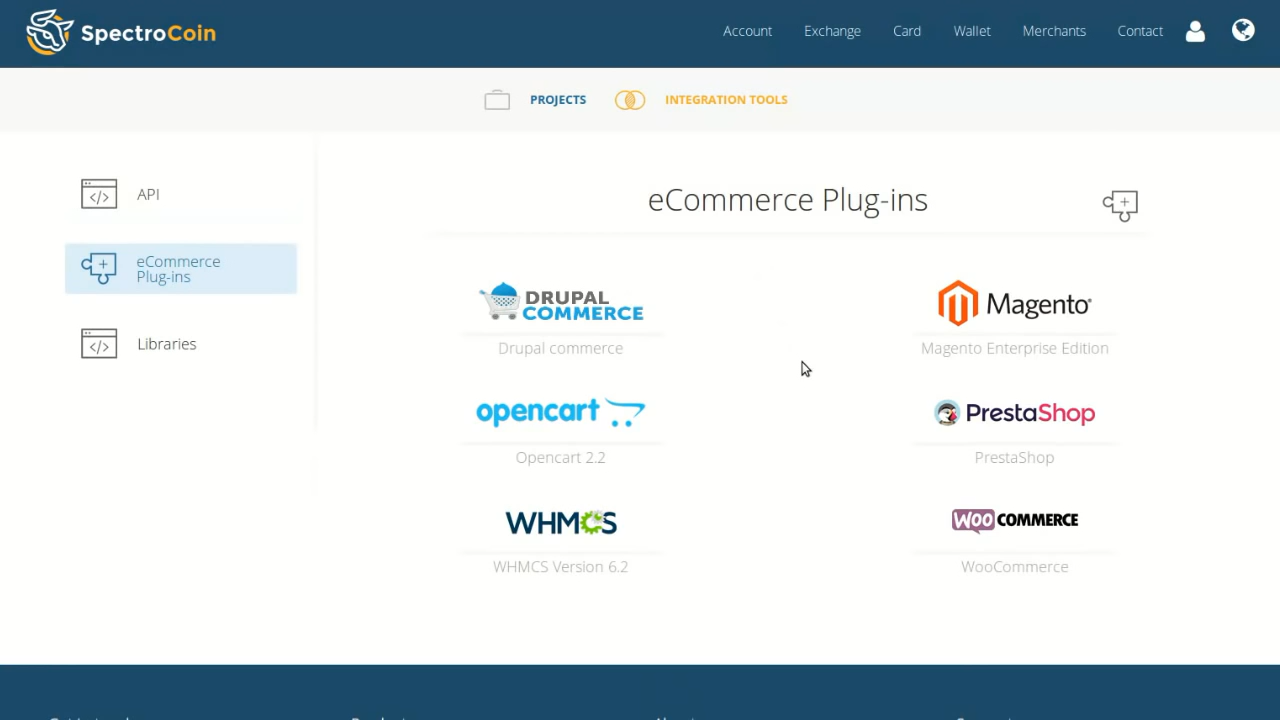 SpectroCoin
Account Exchange Card Wallet Merchants Contact
PROJECTS INTEGRATION TOOLS
API
eCommerce
Plug-ins
Libraries
eCommerce Plug-ins
DRUPAL
COMMERCE
Drupal commerce
Magento®
Magento Enterprise Edition
opencart
Opencart 2.2
PrestaShop
PrestaShop
WHMCS
WHMCS Version 6.2
WOO COMMERCE
WooCommerce